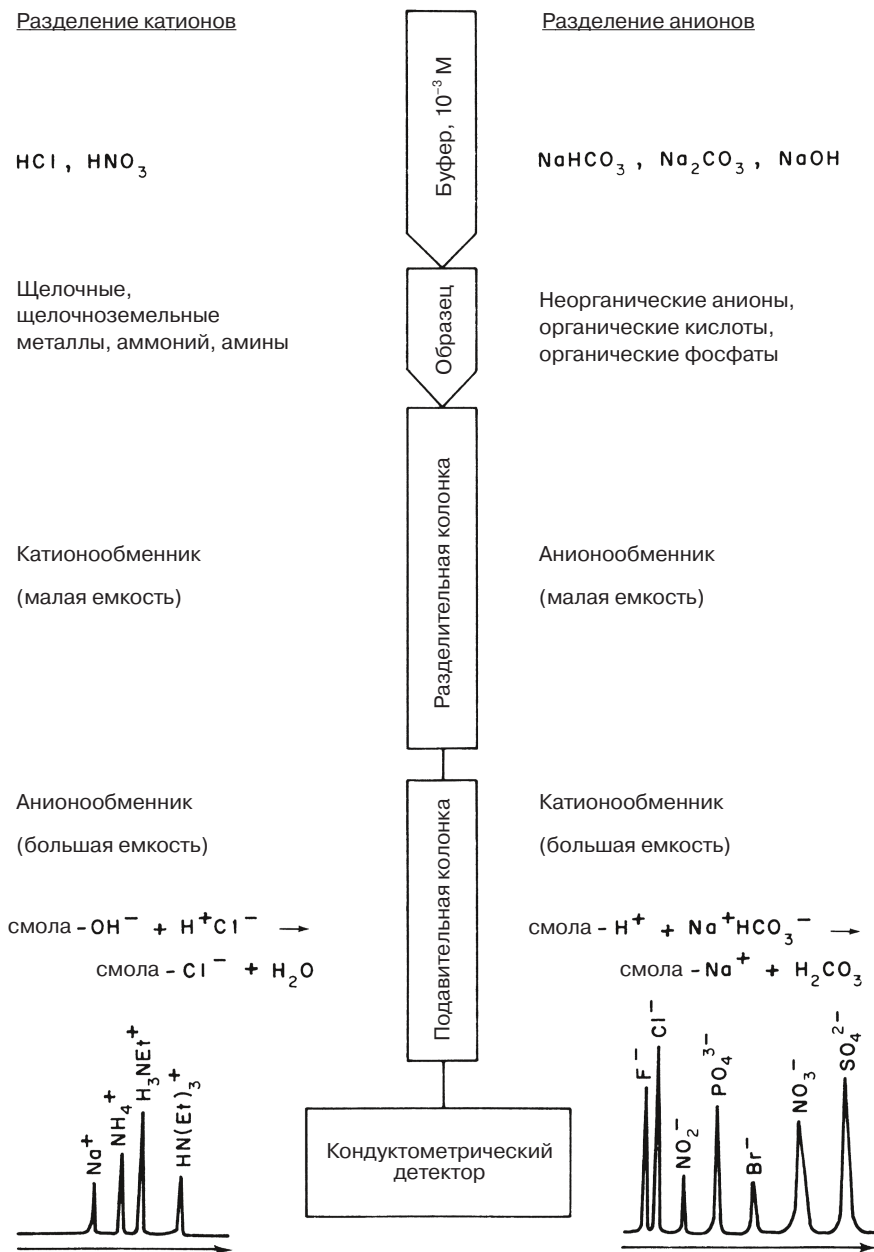 Разделение катионов
Разделение анионов
Буфер, 10⁻³ М
HCl, HNO₃
NaHCO₃, Na₂CO₃, NaOH
Образец
Щелочные,
щелочноземельные
металлы, аммоний, амины
Неорганические анионы,
органические кислоты,
органические фосфаты
Разделительная колонка
Катионообменник
(малая емкость)
Анионообменник
(малая емкость)
Подавительная колонка
Анионообменник
(большая емкость)
Катионообменник
(большая емкость)
смола - OH⁻ + H⁺Cl⁻ →
смола - Cl⁻ + H₂O
смола - H⁺ + Na⁺HCO₃⁻ →
смола - Na⁺ + H₂CO₃
Na⁺
NH₄⁺
H₃NEt⁺
HN(Et)₃⁺
Кондуктометрический
детектор
F⁻
Cl⁻
NO₂⁻
PO₄³⁻
Br⁻
NO₃⁻
SO₄²⁻